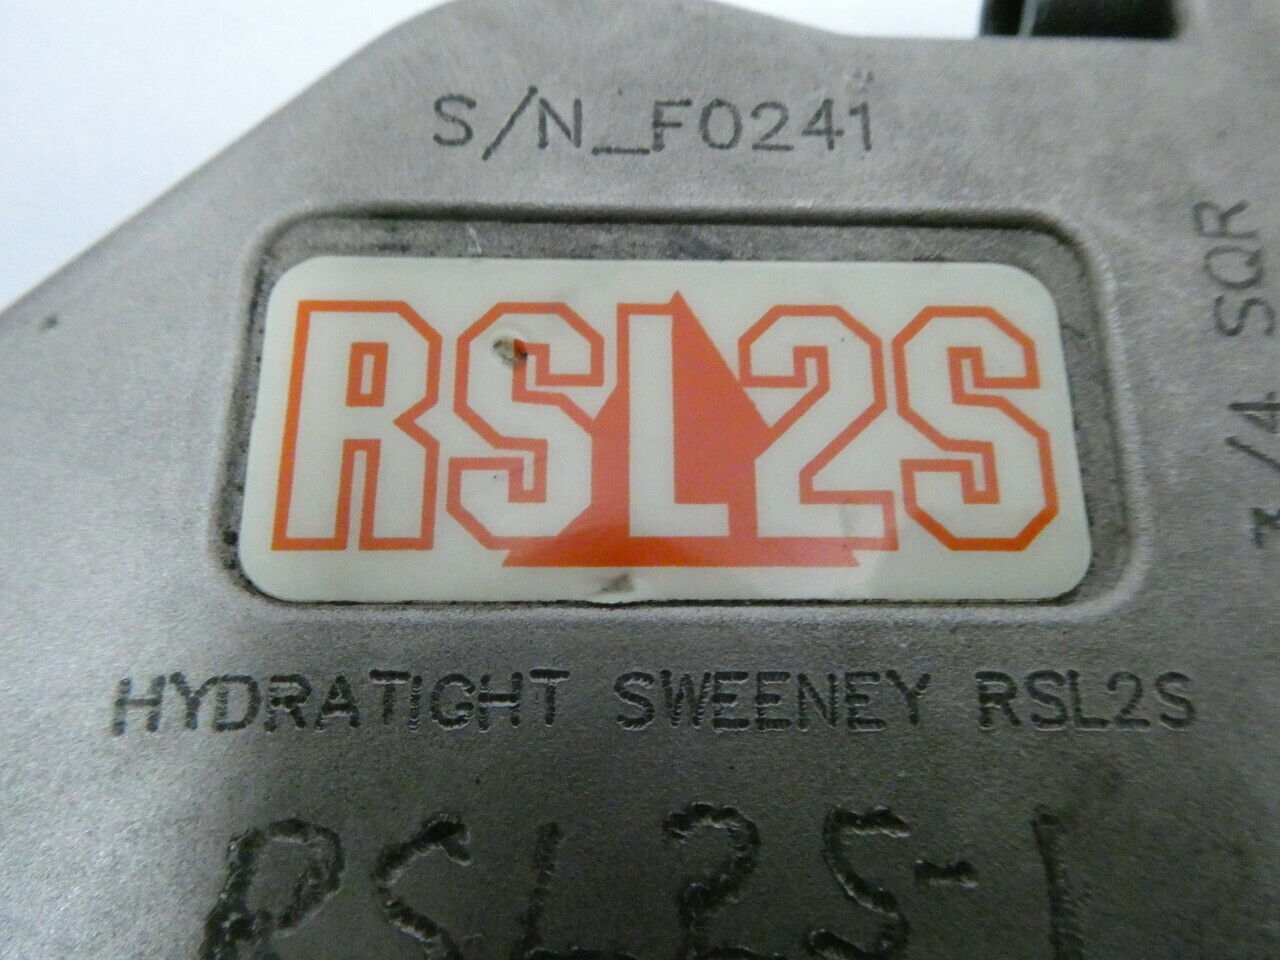 S/N_F0241
RSL2S
3/4 SQR
HYDRATIGHT SWEENEY RSL2S
RSL2S-1